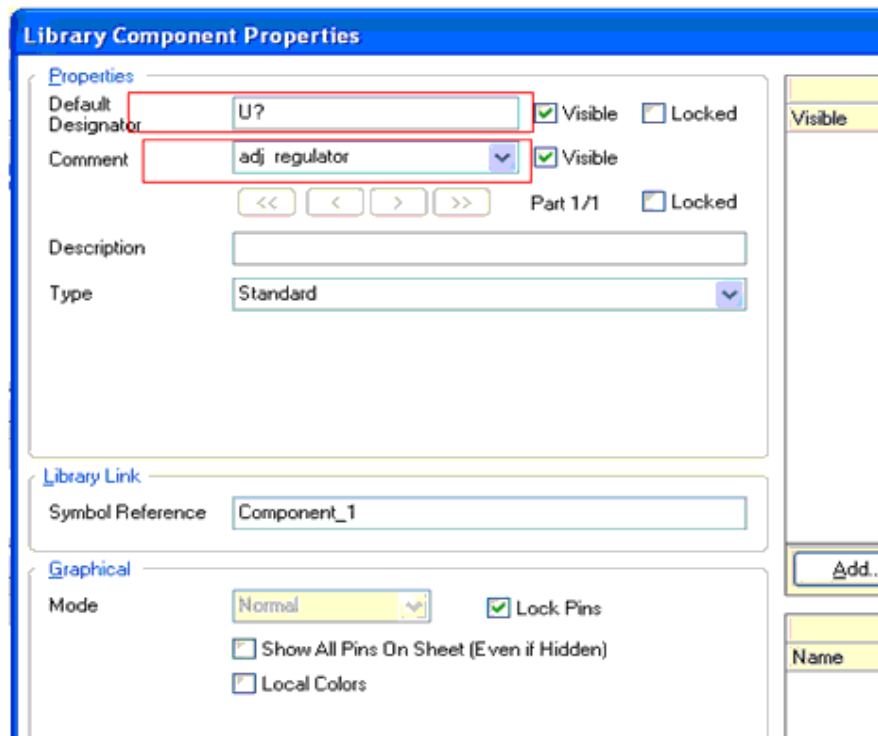 Library Component Properties
Properties
Default Designator U? Visible Locked
Visible
Comment adj regulator Visible
<< < > >> Part 1/1 Locked
Description
Type Standard
Library Link
Symbol Reference Component_1
Add..
Graphical
Mode Normal Lock Pins
Show All Pins On Sheet (Even if Hidden)
Name
Local Colors